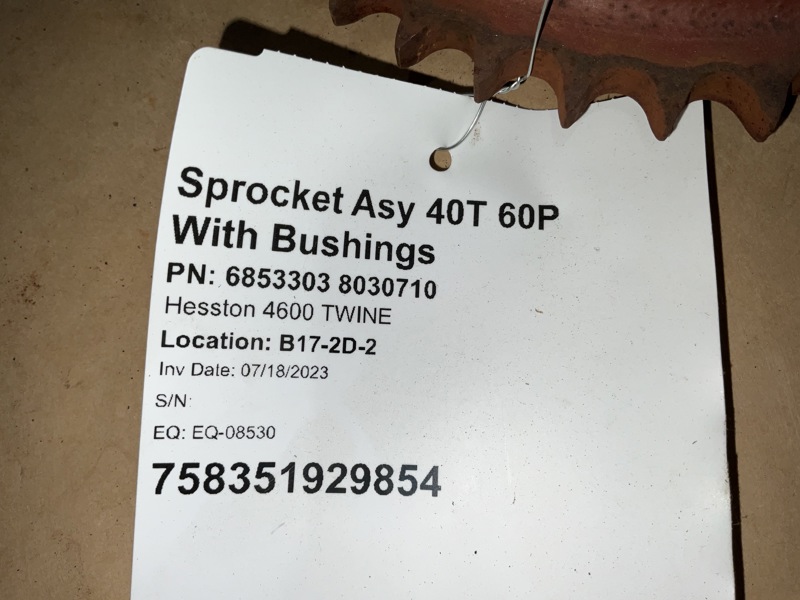 Sprocket Asy 40T 60P
With Bushings
PN: 6853303 8030710
Hesston 4600 TWINE
Location: B17-2D-2
Inv Date: 07/18/2023
S/N:
EQ: EQ-08530
758351929854